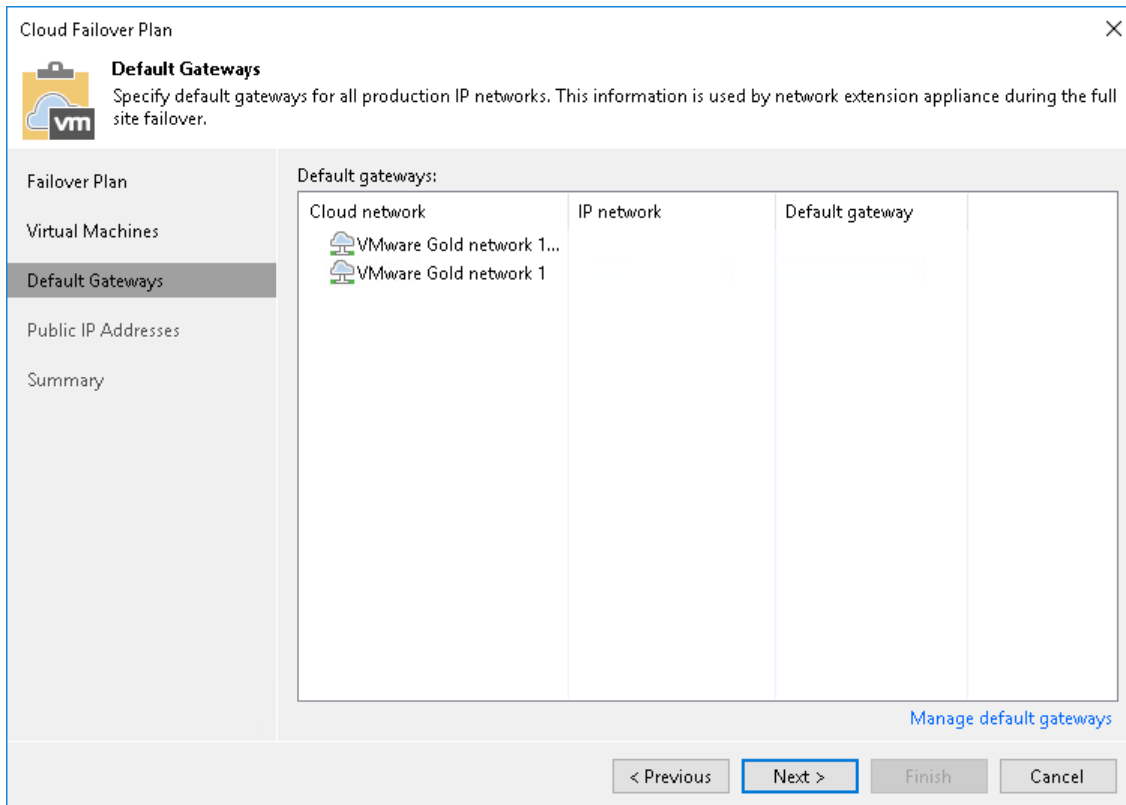 Cloud Failover Plan
Default Gateways
Specify default gateways for all production IP networks. This information is used by network extension appliance during the full
site failover.
vm
Failover Plan
Virtual Machines
Default Gateways
Public IP Addresses
Summary
Default gateways:
Cloud network IP network Default gateway
VMware Gold network 1...
VMware Gold network 1
Manage default gateways
< Previous Next > Finish Cancel